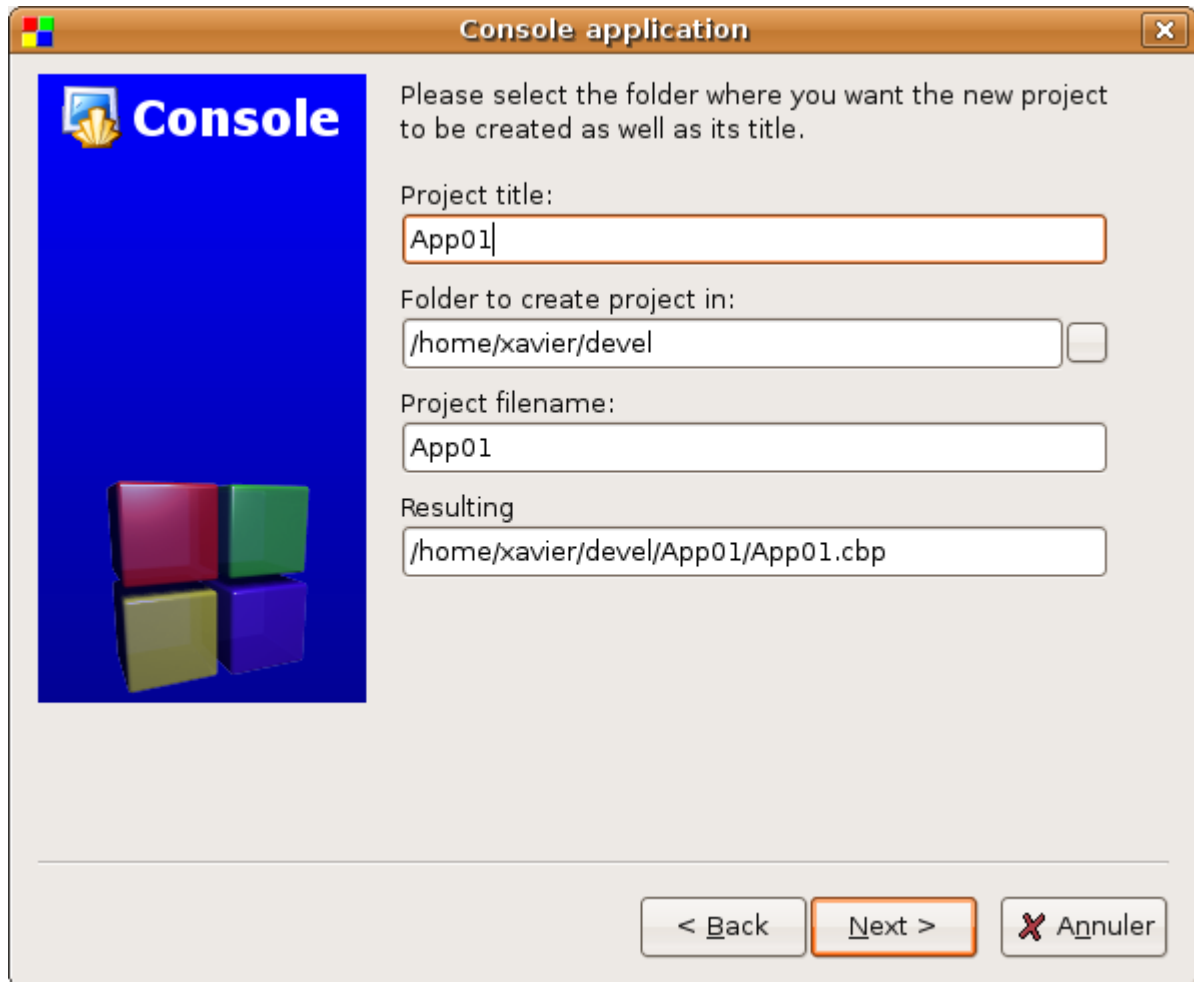 Console application
Console
Please select the folder where you want the new project
to be created as well as its title.
Project title:
App01
Folder to create project in:
/home/xavier/devel
Project filename:
App01
Resulting
/home/xavier/devel/App01/App01.cbp
< Back
Next >
Annuler